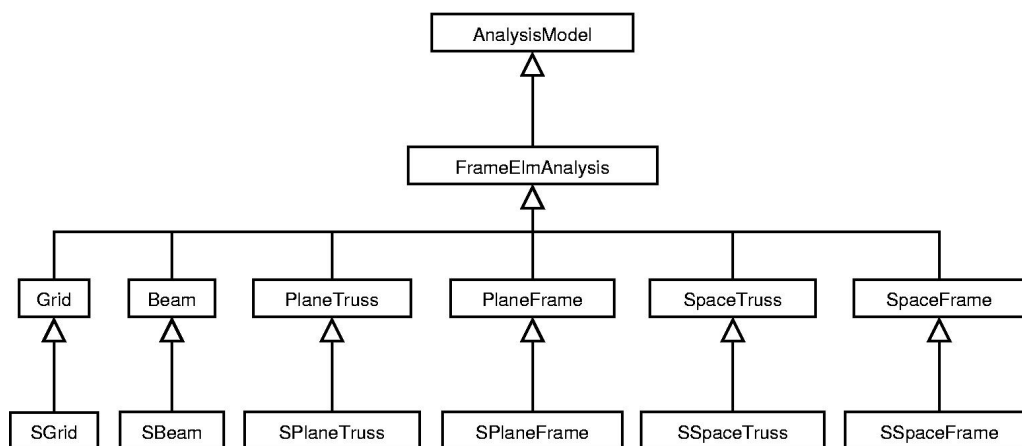 AnalysisModel
FrameElmAnalysis
Grid
Beam
PlaneTruss
PlaneFrame
SpaceTruss
SpaceFrame
SGrid
SBeam
SPlaneTruss
SPlaneFrame
SSpaceTruss
SSpaceFrame